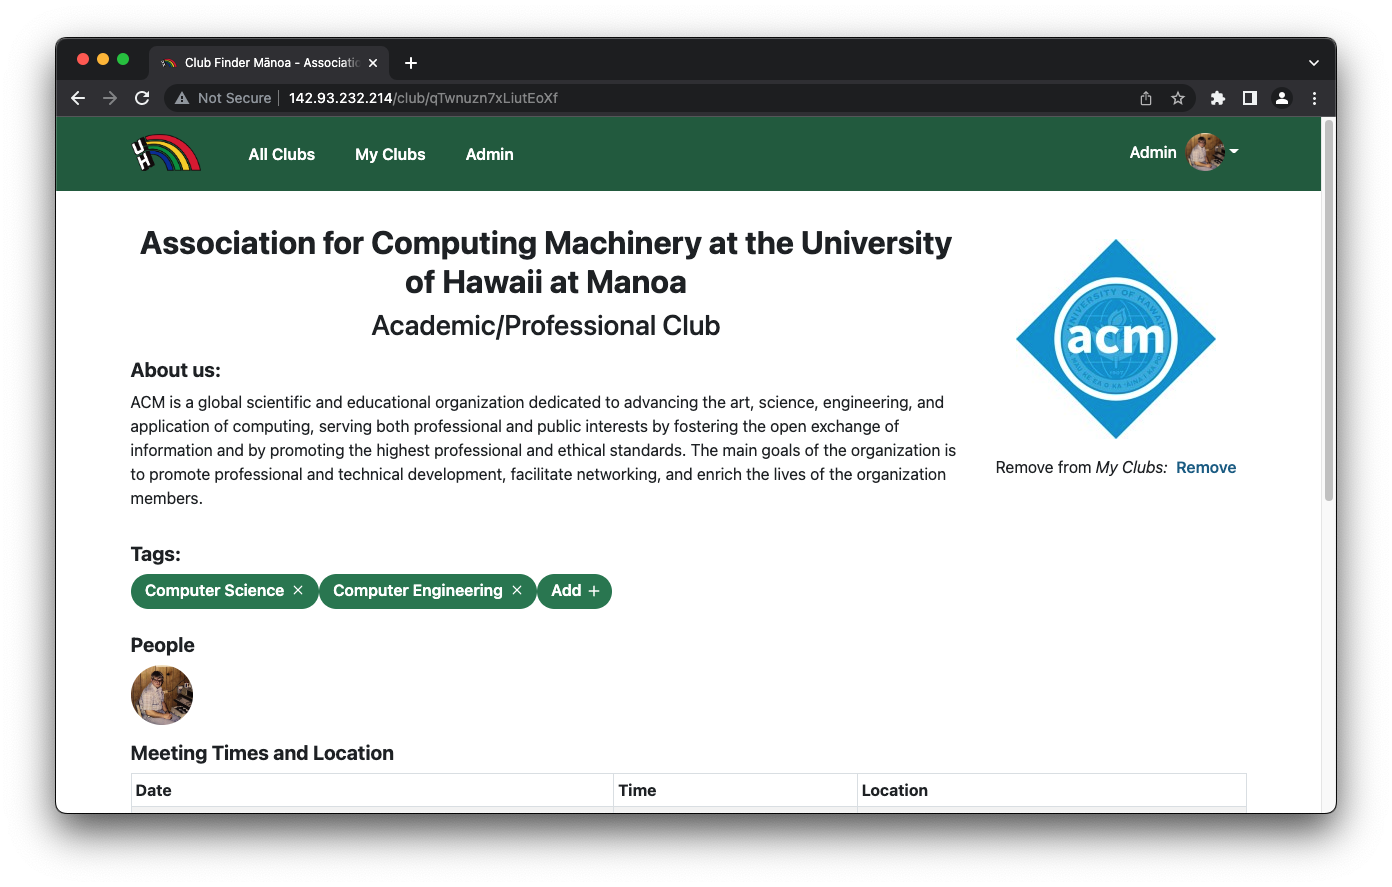 Club Finder Mānoa - Associatio
Not Secure 142.93.232.214/club/qTwnuzn7xLiutEoXf
UH
All Clubs My Clubs Admin Admin
Association for Computing Machinery at the University
of Hawaii at Manoa
Academic/Professional Club
UNIVERSITY OF HAWAI
acm
About us:
ACM is a global scientific and educational organization dedicated to advancing the art, science, engineering, and
application of computing, serving both professional and public interests by fostering the open exchange of
information and by promoting the highest professional and ethical standards. The main goals of the organization is
to promote professional and technical development, facilitate networking, and enrich the lives of the organization
members.
Remove from My Clubs: Remove
Tags:
Computer Science × Computer Engineering × Add +
People
Meeting Times and Location
Date Time Location